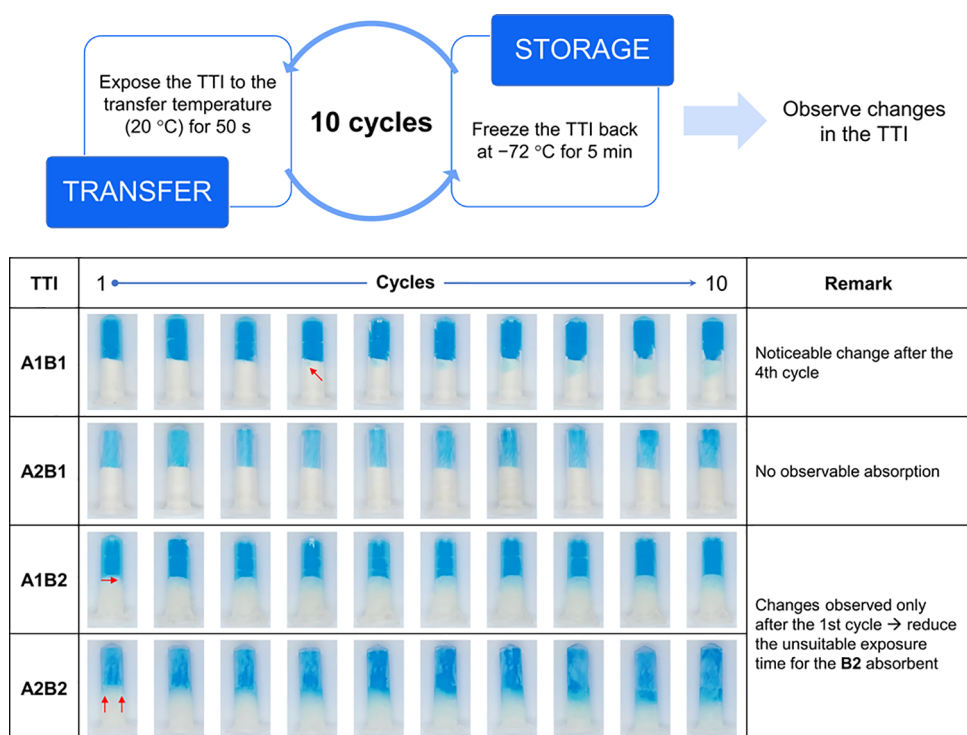 Expose the TTI to the
transfer temperature
(20 °C) for 50 s
TRANSFER
10 cycles
STORAGE
Freeze the TTI back
at −72 °C for 5 min
Observe changes
in the TTI
TTI
1
Cycles
10
Remark
A1B1
Noticeable change after the
4th cycle
A2B1
No observable absorption
A1B2
A2B2
Changes observed only
after the 1st cycle → reduce
the unsuitable exposure
time for the B2 absorbent